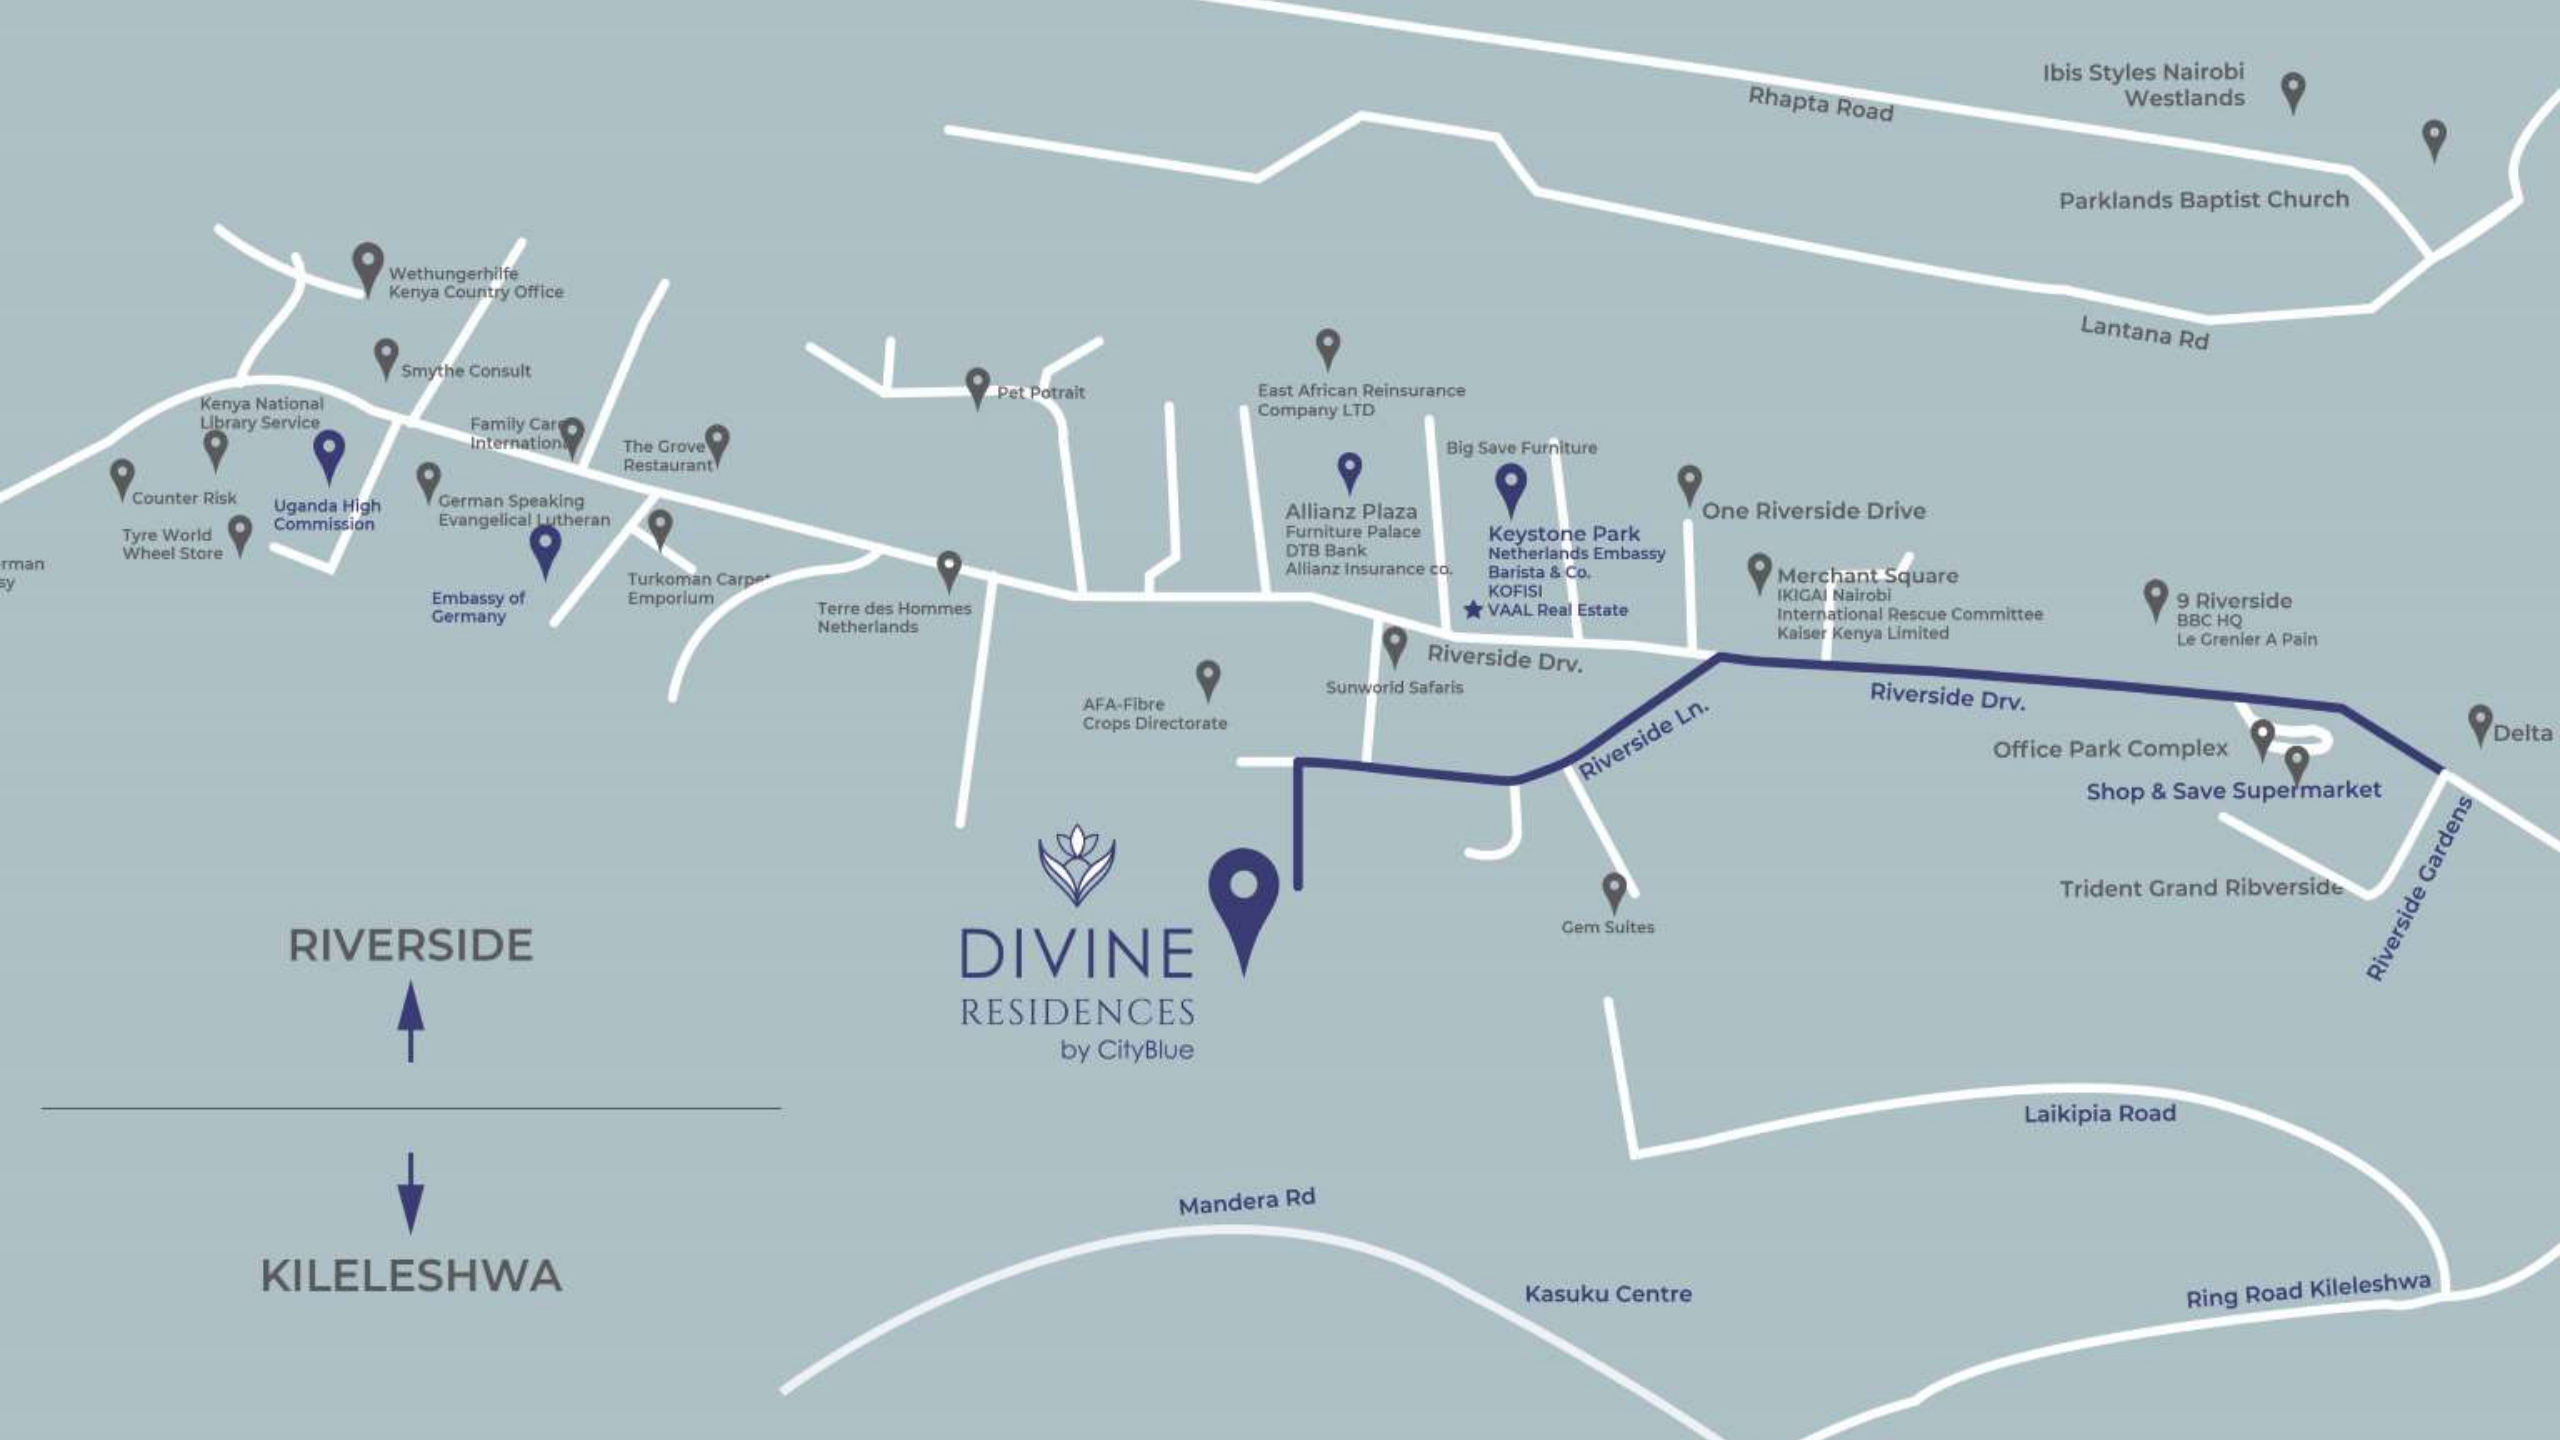 Ibis Styles Nairobi
Westlands
Rhapta Road
Parklands Baptist Church
Lantana Rd
Wethungerhilfe
Kenya Country Office
Smythe Consult
Kenya National
Library Service
Family Care
International
The Grove
Restaurant
Pet Potrait
East African Reinsurance
Company LTD
Big Save Furniture
Counter Risk
Uganda High
Commission
German Speaking
Evangelical Lutheran
Tyre World
Wheel Store
rman
sy
Embassy of
Germany
Turkoman Carpet
Emporium
Terre des Hommes
Netherlands
Allianz Plaza
Furniture Palace
DTB Bank
Allianz Insurance co.
Keystone Park
Netherlands Embassy
Barista & Co.
KOFISI
VAAL Real Estate
One Riverside Drive
Merchant Square
IKIGAI Nairobi
International Rescue Committee
Kaiser Kenya Limited
9 Riverside
BBC HQ
Le Grenier A Pain
Riverside Drv.
Sunworld Safaris
AFA-Fibre
Crops Directorate
Riverside Ln.
Riverside Drv.
Delta
Office Park Complex
Shop & Save Supermarket
Trident Grand Ribverside
Riverside Gardens
Gem Suites
DIVINE
RESIDENCES
by CityBlue
RIVERSIDE
KILELESHWA
Laikipia Road
Mandera Rd
Kasuku Centre
Ring Road Kileleshwa